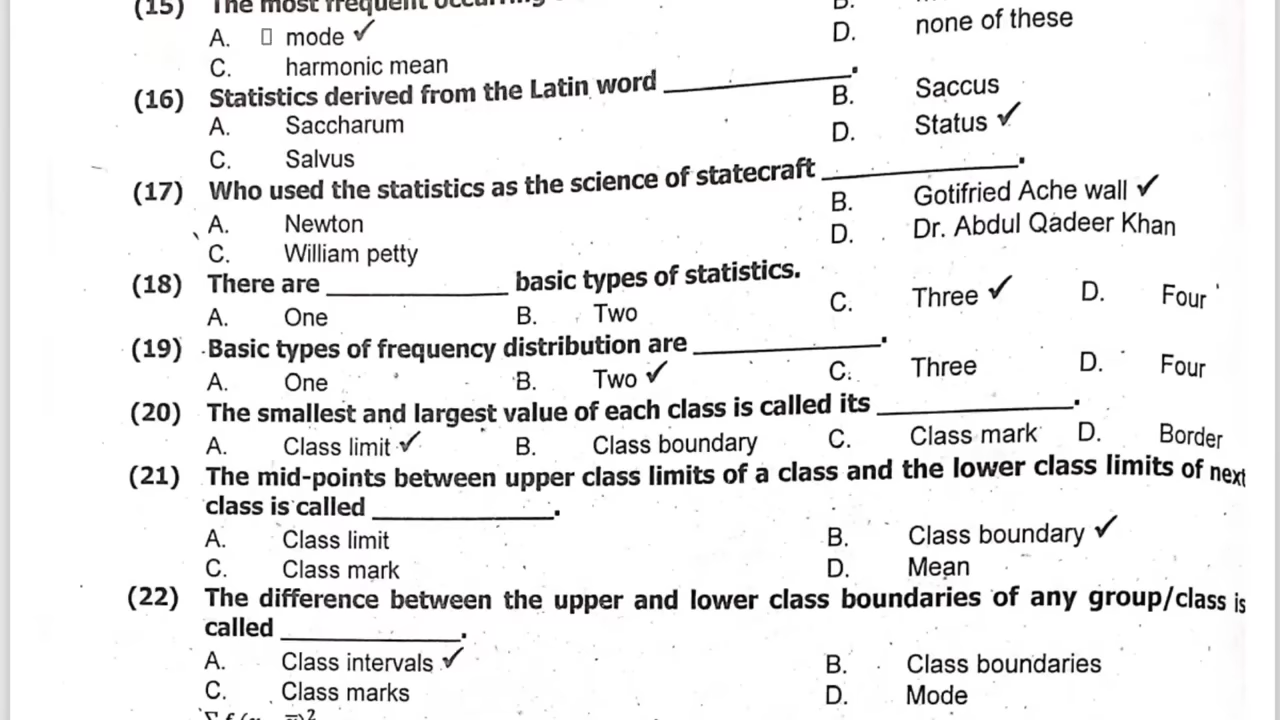 (15) The most frequent occurring
B.
A. ▯ mode ✓ D. none of these
C. harmonic mean
(16) Statistics derived from the Latin word ____________.
A. Saccharum B. Saccus
C. Salvus D. Status ✓
(17) Who used the statistics as the science of statecraft ____________.
A. Newton B. Gotifried Ache wall ✓
C. William petty D. Dr. Abdul Qadeer Khan
(18) There are ____________ basic types of statistics.
A. One B. Two C. Three ✓ D. Four
(19) Basic types of frequency distribution are ____________.
A. One B. Two ✓ C. Three D. Four
(20) The smallest and largest value of each class is called its ____________.
A. Class limit ✓ B. Class boundary C. Class mark D. Border
(21) The mid-points between upper class limits of a class and the lower class limits of next
class is called ____________.
A. Class limit B. Class boundary ✓
C. Class mark D. Mean
(22) The difference between the upper and lower class boundaries of any group/class is
called ____________.
A. Class intervals ✓ B. Class boundaries
C. Class marks D. Mode